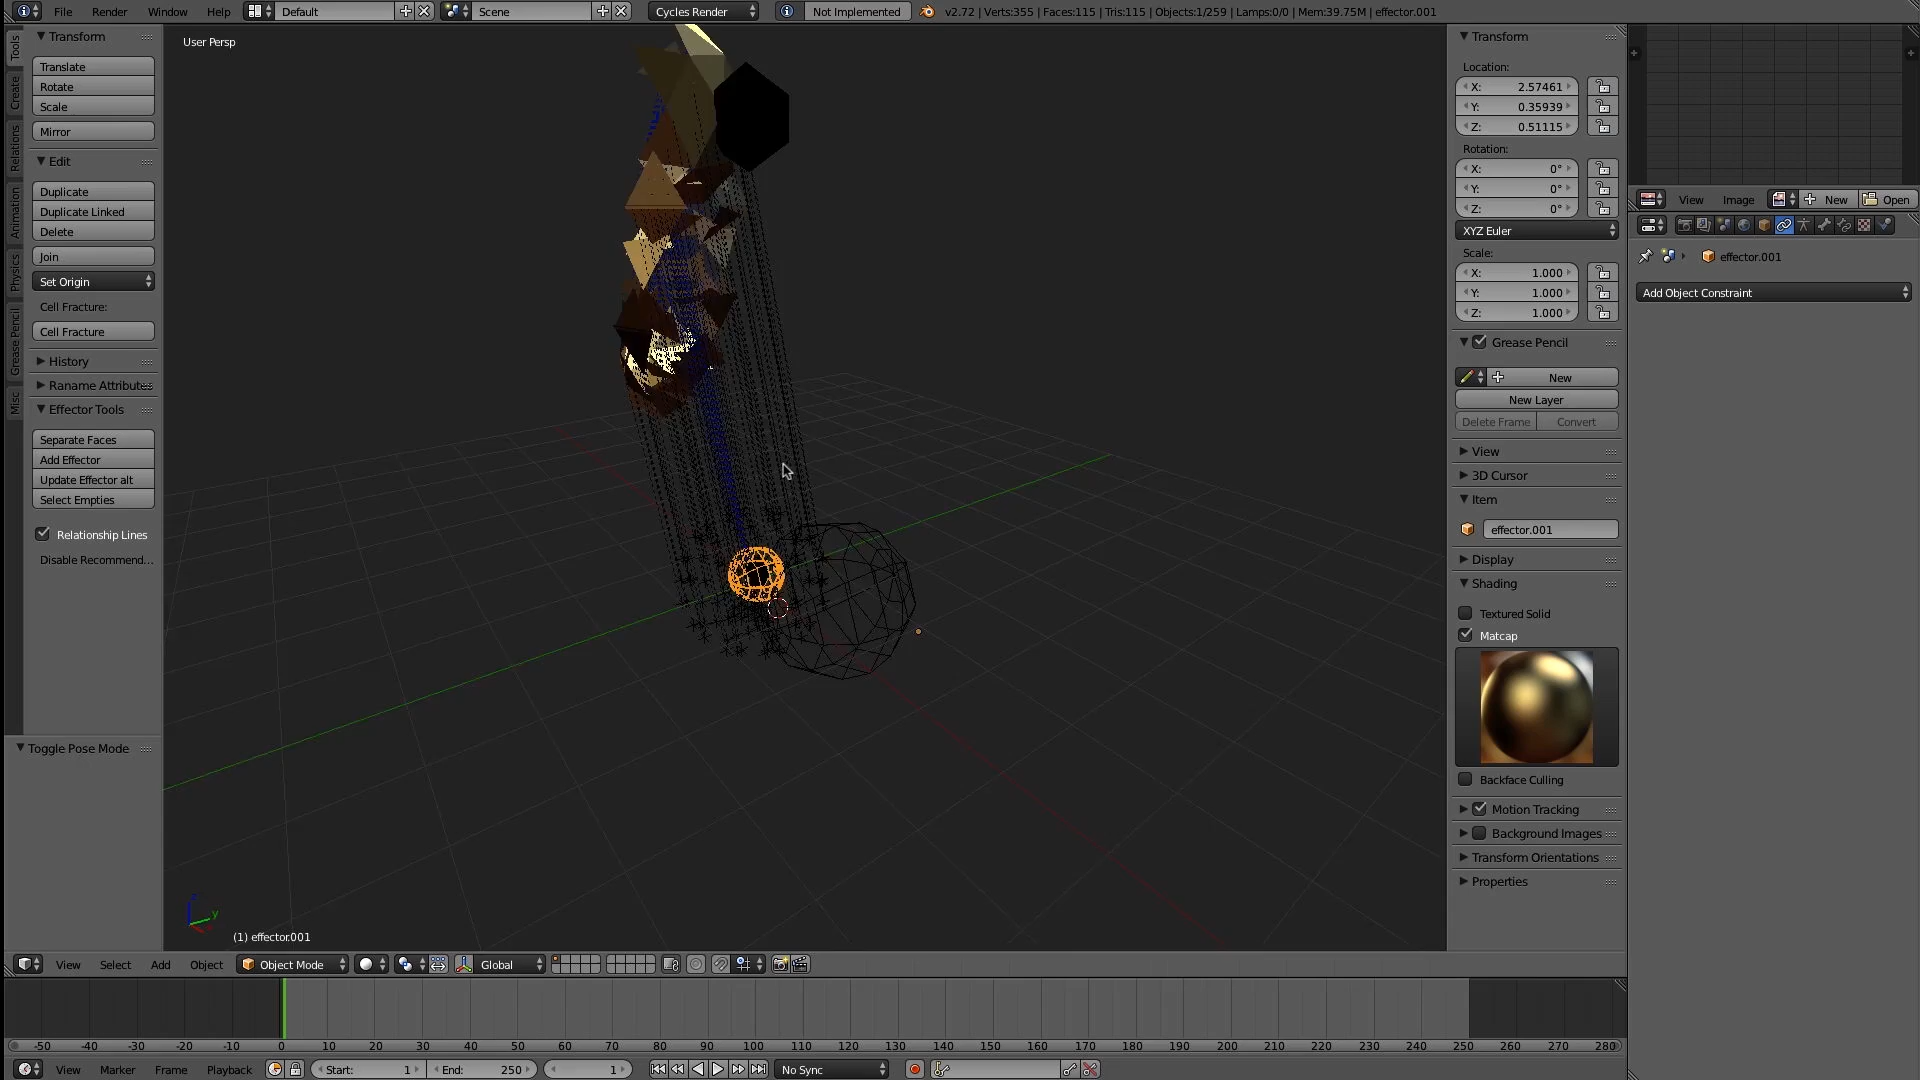 File Render Window Help Default Scene Cycles Render Not Implemented v2.72 | Verts:355 | Faces:115 | Tris:115 | Objects:1/259 | Lamps:0/0 | Mem:39.75M | effector.001
Tools
Create
Relations
Animation
Physics
Grease Pencil
Misc
Transform
Translate
Rotate
Scale
Mirror
Edit
Duplicate
Duplicate Linked
Delete
Join
Set Origin
Cell Fracture:
Cell Fracture
History
Raname Attributes
Effector Tools
Separate Faces
Add Effector
Update Effector alt
Select Empties
Relationship Lines
Disable Recommend...
Toggle Pose Mode
User Persp
z
y
(1) effector.001
Transform
Location:
X: 2.57461
Y: 0.35939
Z: 0.51115
Rotation:
X: 0°
Y: 0°
Z: 0°
XYZ Euler
Scale:
X: 1.000
Y: 1.000
Z: 1.000
Grease Pencil
New
New Layer
Delete Frame Convert
View
3D Cursor
Item
effector.001
Display
Shading
Textured Solid
Matcap
Backface Culling
Motion Tracking
Background Images
Transform Orientations
Properties
View Image New Open
effector.001
Add Object Constraint
View Select Add Object Object Mode Global
-50 -40 -30 -20 -10 0 10 20 30 40 50 60 70 80 90 100 110 120 130 140 150 160 170 180 190 200 210 220 230 240 250 260 270 280
View Marker Frame Playback Start: 1 End: 250 1 No Sync